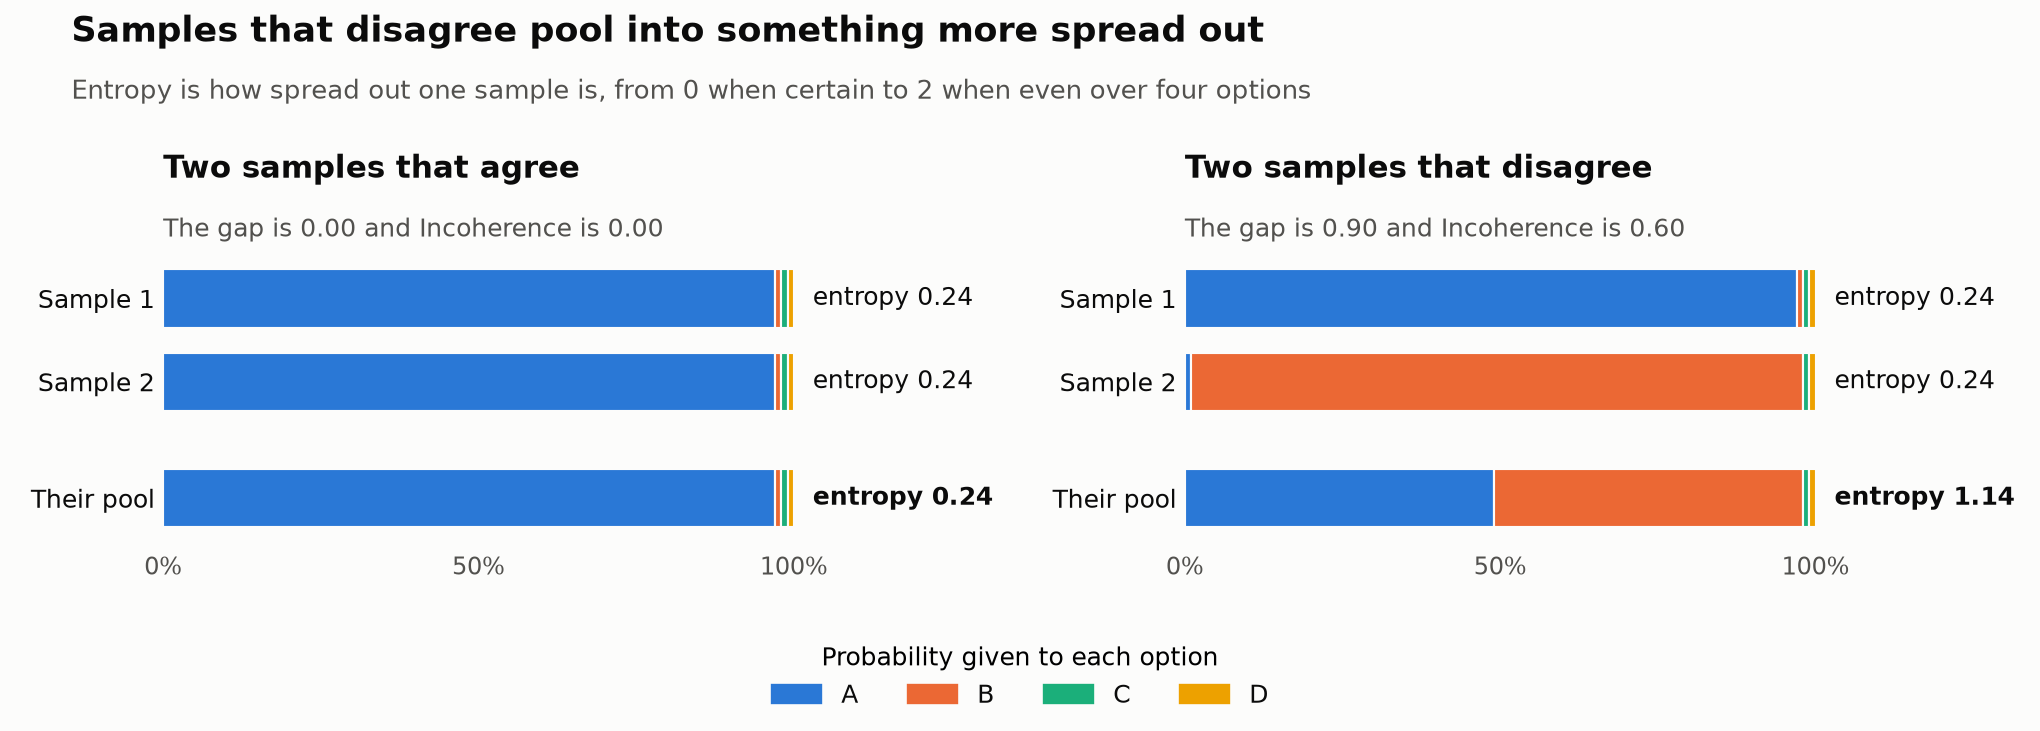 Samples that disagree pool into something more spread out
Entropy is how spread out one sample is, from 0 when certain to 2 when even over four options
Two samples that agree
The gap is 0.00 and Incoherence is 0.00
Sample 1
entropy 0.24
Sample 2
entropy 0.24
Their pool
entropy 0.24
0% 50% 100%
Two samples that disagree
The gap is 0.90 and Incoherence is 0.60
Sample 1
entropy 0.24
Sample 2
entropy 0.24
Their pool
entropy 1.14
0% 50% 100%
Probability given to each option
A B C D